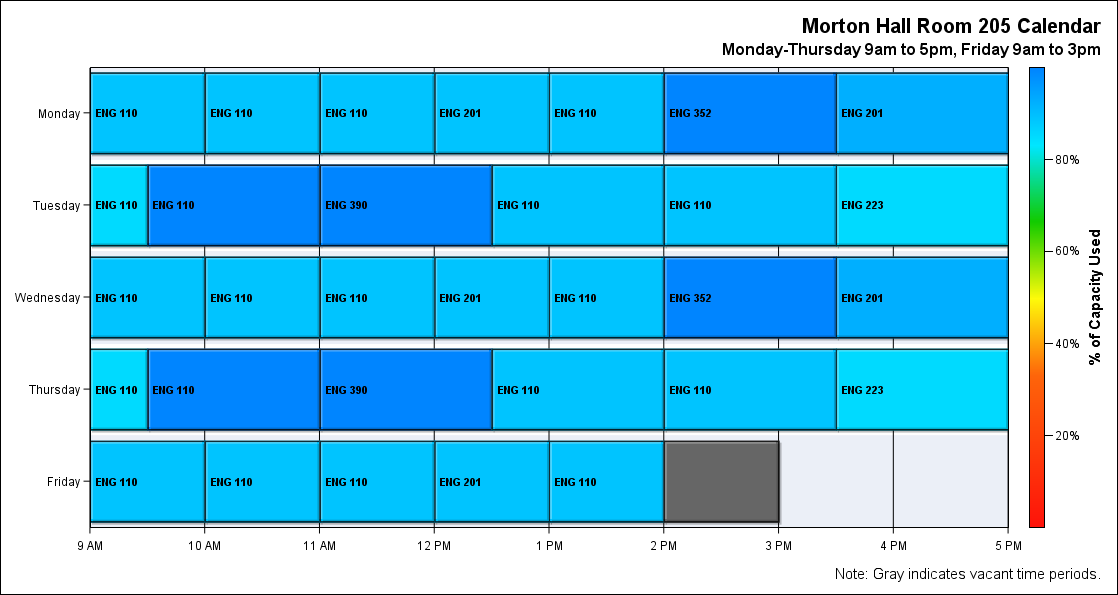 Morton Hall Room 205 Calendar
Monday-Thursday 9am to 5pm, Friday 9am to 3pm
Monday ENG 110 ENG 110 ENG 110 ENG 201 ENG 110 ENG 352 ENG 201
80%
Tuesday ENG 110 ENG 110 ENG 390 ENG 110 ENG 110 ENG 223
60%
Wednesday ENG 110 ENG 110 ENG 110 ENG 201 ENG 110 ENG 352 ENG 201
40%
Thursday ENG 110 ENG 110 ENG 390 ENG 110 ENG 110 ENG 223
20%
Friday ENG 110 ENG 110 ENG 110 ENG 201 ENG 110
% of Capacity Used
9 AM 10 AM 11 AM 12 PM 1 PM 2 PM 3 PM 4 PM 5 PM
Note: Gray indicates vacant time periods.